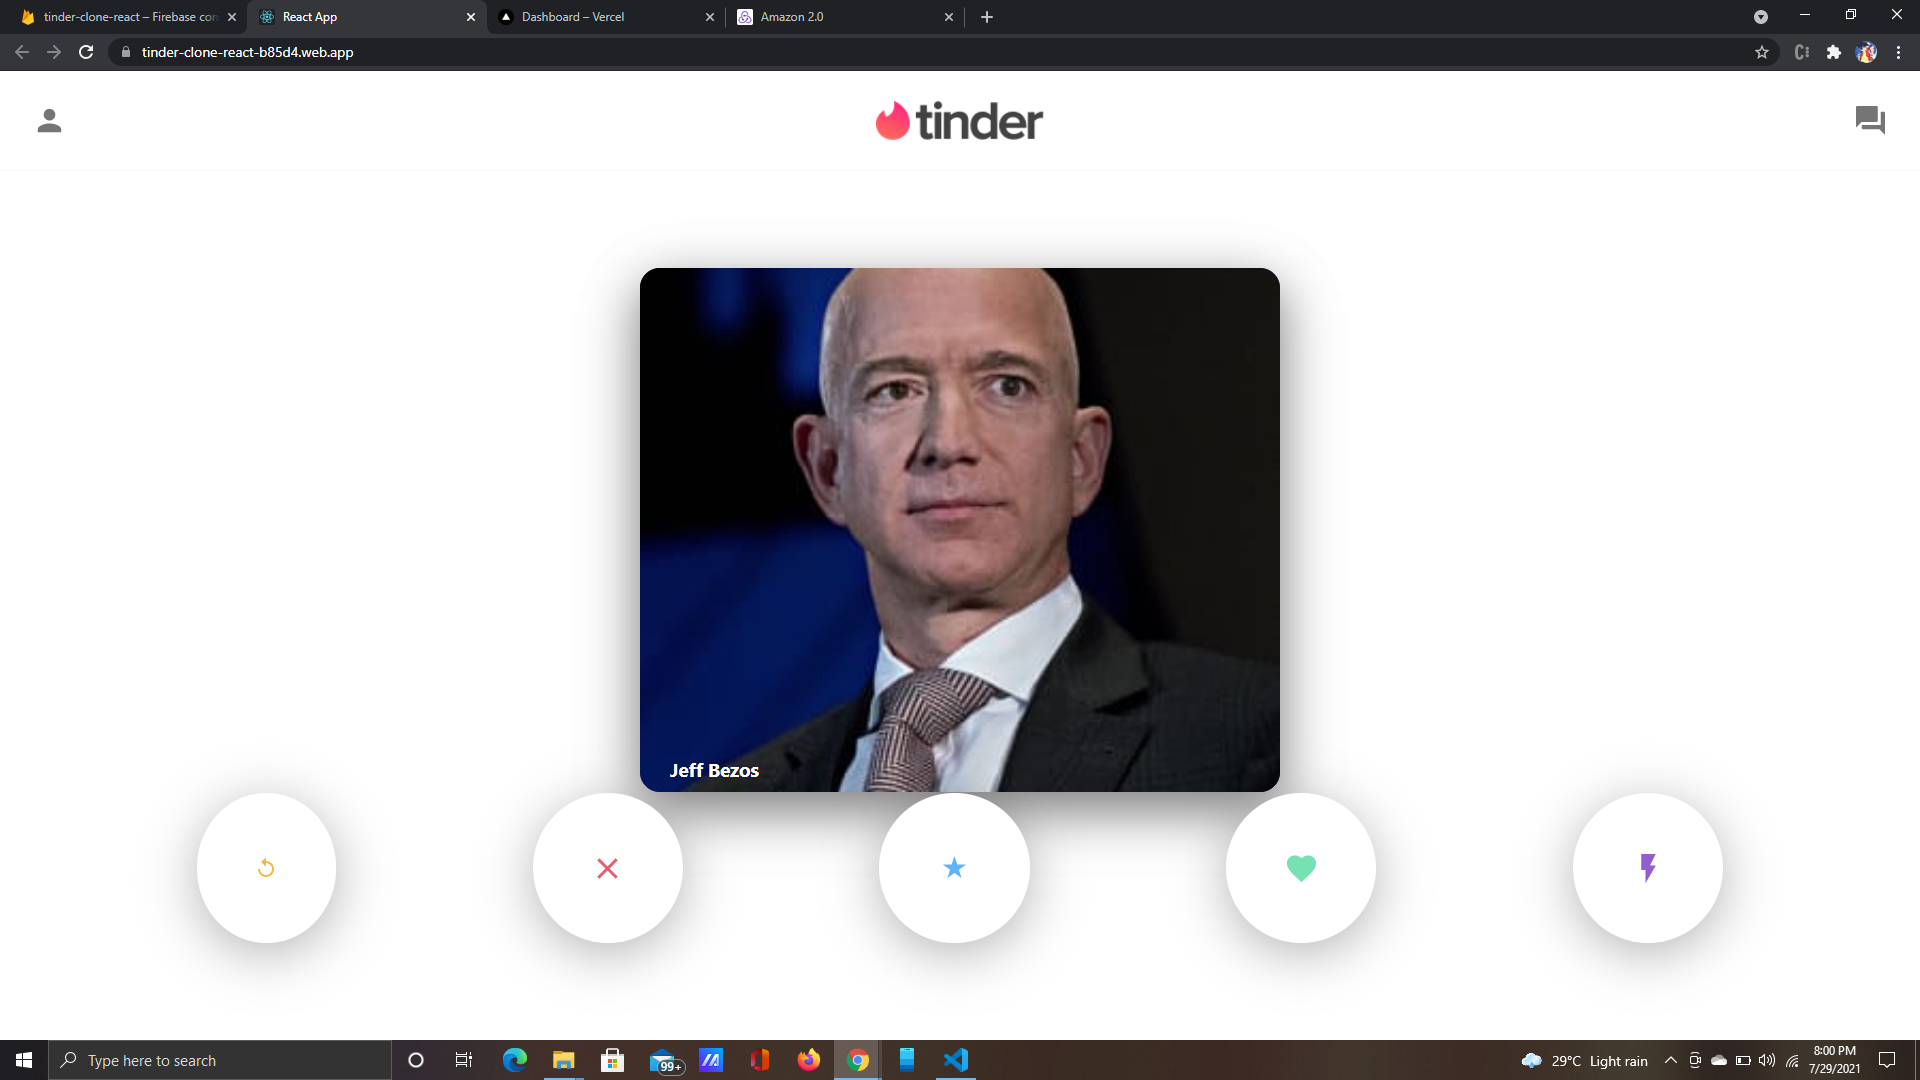 tinder-clone-react – Firebase con
React App
Dashboard – Vercel
Amazon 2.0
tinder-clone-react-b85d4.web.app
tinder
Jeff Bezos
Type here to search
99+
29°C Light rain
8:00 PM
7/29/2021